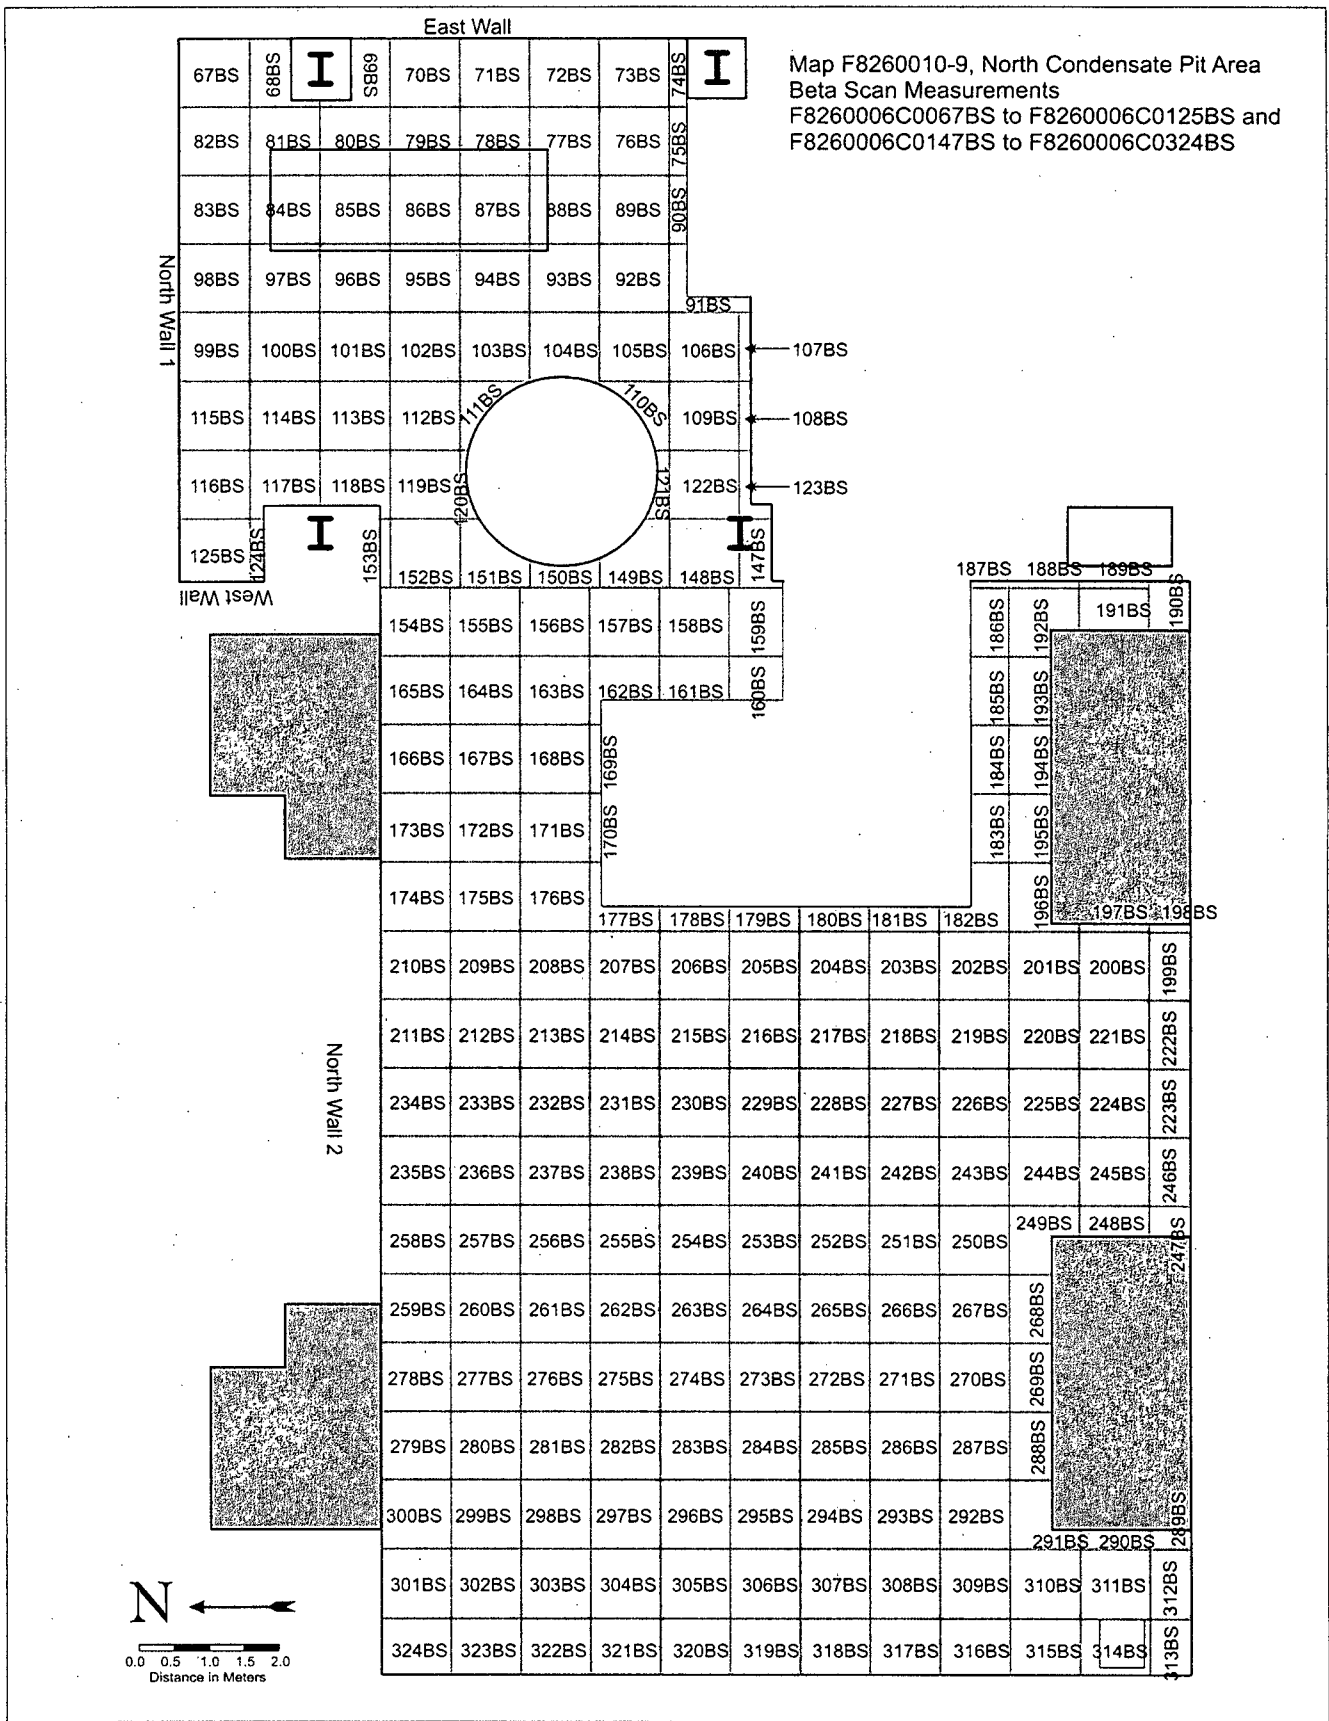 East Wall
Map F8260010-9, North Condensate Pit Area
Beta Scan Measurements
F8260006C0067BS to F8260006C0125BS and
F8260006C0147BS to F8260006C0324BS
67BS 68BS 69BS 70BS 71BS 72BS 73BS 74BS
82BS 81BS 80BS 79BS 78BS 77BS 76BS 75BS
83BS 84BS 85BS 86BS 87BS 88BS 89BS 90BS
North Wall 1
98BS 97BS 96BS 95BS 94BS 93BS 92BS
91BS
99BS 100BS 101BS 102BS 103BS 104BS 105BS 106BS 107BS
115BS 114BS 113BS 112BS 111BS 110BS 109BS 108BS
116BS 117BS 118BS 119BS 120BS 121BS 122BS 123BS
125BS 124BS 153BS 147BS
152BS 151BS 150BS 149BS 148BS
187BS 188BS 189BS 190BS
West Wall
154BS 155BS 156BS 157BS 158BS 159BS 186BS 192BS 191BS
165BS 164BS 163BS 162BS 161BS 160BS 185BS 193BS
166BS 167BS 168BS 169BS 184BS 194BS
173BS 172BS 171BS 170BS 183BS 195BS
174BS 175BS 176BS 196BS
177BS 178BS 179BS 180BS 181BS 182BS 197BS 198BS
210BS 209BS 208BS 207BS 206BS 205BS 204BS 203BS 202BS 201BS 200BS 199BS
211BS 212BS 213BS 214BS 215BS 216BS 217BS 218BS 219BS 220BS 221BS 222BS
North Wall 2
234BS 233BS 232BS 231BS 230BS 229BS 228BS 227BS 226BS 225BS 224BS 223BS
235BS 236BS 237BS 238BS 239BS 240BS 241BS 242BS 243BS 244BS 245BS 246BS
249BS 248BS 247BS
258BS 257BS 256BS 255BS 254BS 253BS 252BS 251BS 250BS
259BS 260BS 261BS 262BS 263BS 264BS 265BS 266BS 267BS 268BS
278BS 277BS 276BS 275BS 274BS 273BS 272BS 271BS 270BS 269BS
279BS 280BS 281BS 282BS 283BS 284BS 285BS 286BS 287BS 288BS
300BS 299BS 298BS 297BS 296BS 295BS 294BS 293BS 292BS
291BS 290BS 289BS
301BS 302BS 303BS 304BS 305BS 306BS 307BS 308BS 309BS 310BS 311BS 312BS
324BS 323BS 322BS 321BS 320BS 319BS 318BS 317BS 316BS 315BS 314BS 313BS
N
0.0 0.5 1.0 1.5 2.0
Distance in Meters